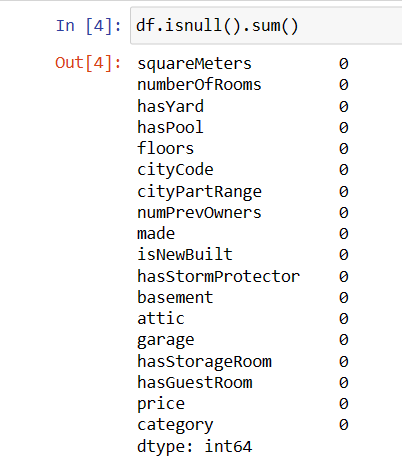 In [4]: df.isnull().sum()
Out[4]: squareMeters 0
numberOfRooms 0
hasYard 0
hasPool 0
floors 0
cityCode 0
cityPartRange 0
numPrevOwners 0
made 0
isNewBuilt 0
hasStormProtector 0
basement 0
attic 0
garage 0
hasStorageRoom 0
hasGuestRoom 0
price 0
category 0
dtype: int64